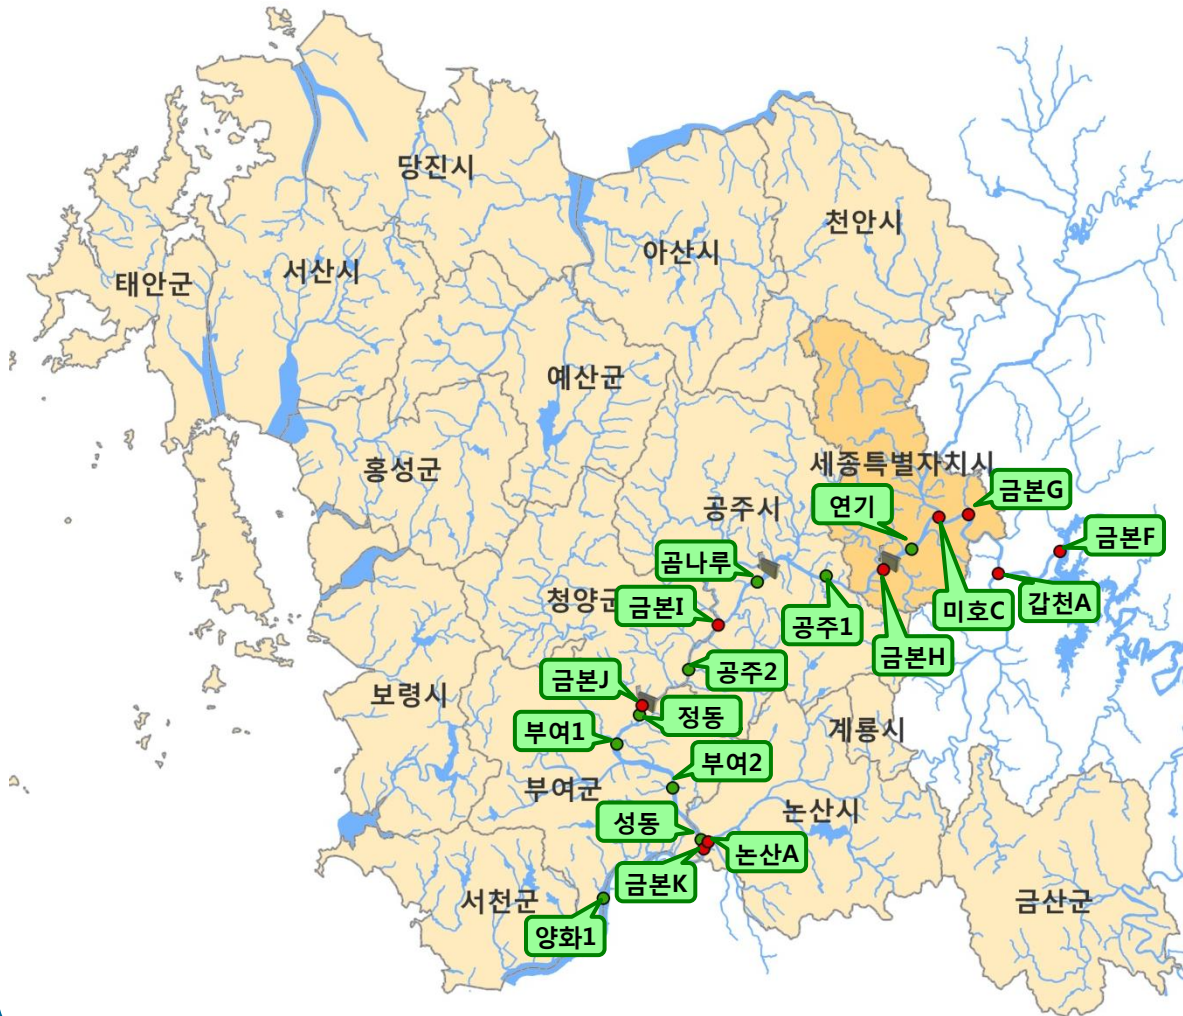 당진시
천안시
아산시
서산시
태안군
예산군
세종특별자치시
홍성군
금본G
연기
공주시
금본F
곰나루
청양군
금본I
공주1
미호C
갑천A
금본H
공주2
금본J
보령시
정동
부여1
계룡시
부여2
부여군
논산시
성동
논산A
금본K
서천군
금산군
양화1